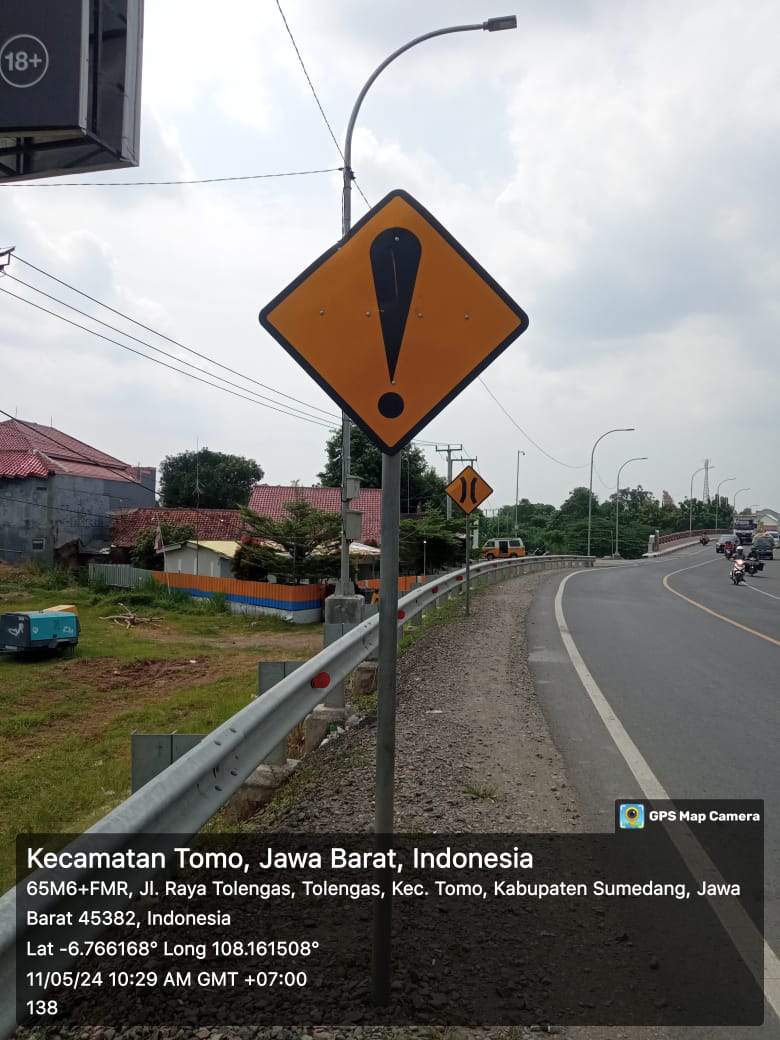 18+
GPS Map Camera
Kecamatan Tomo, Jawa Barat, Indonesia
65M6+FMR, Jl. Raya Tolengas, Tolengas, Kec. Tomo, Kabupaten Sumedang, Jawa
Barat 45382, Indonesia
Lat -6.766168° Long 108.161508°
11/05/24 10:29 AM GMT +07:00
138